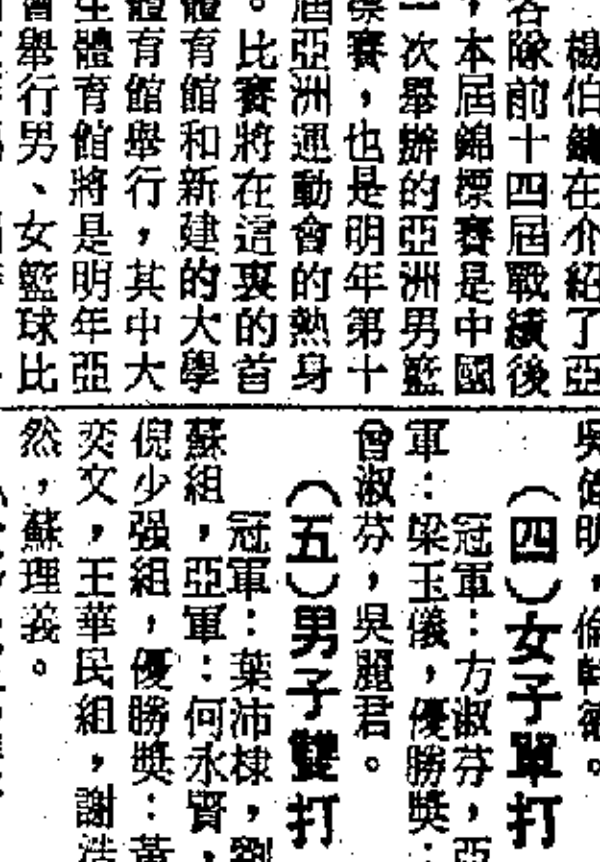 楊伯鏞在介紹了亞
各隊前十四屆戰績後
，本屆錦標賽是中國
一次舉辦的亞洲男籃
標賽，也是明年第十
屆亞洲運動會的熱身
。比賽將在這裏的首
體育館和新建的大學
體育館舉行，其中大
生體育館將是明年亞
會舉行男、女籃球比
吳偉明，倫
（四）女子單打
冠軍：方淑芬，亞
軍：梁玉儀，優勝獎：
曾淑芬，吳麗君。
（五）男子雙打
冠軍：葉沛棣，劉
蘇組，亞軍：何永賢，
倪少强組，優勝獎：黃
奕文，王華民組，謝浩
然，蘇理義。